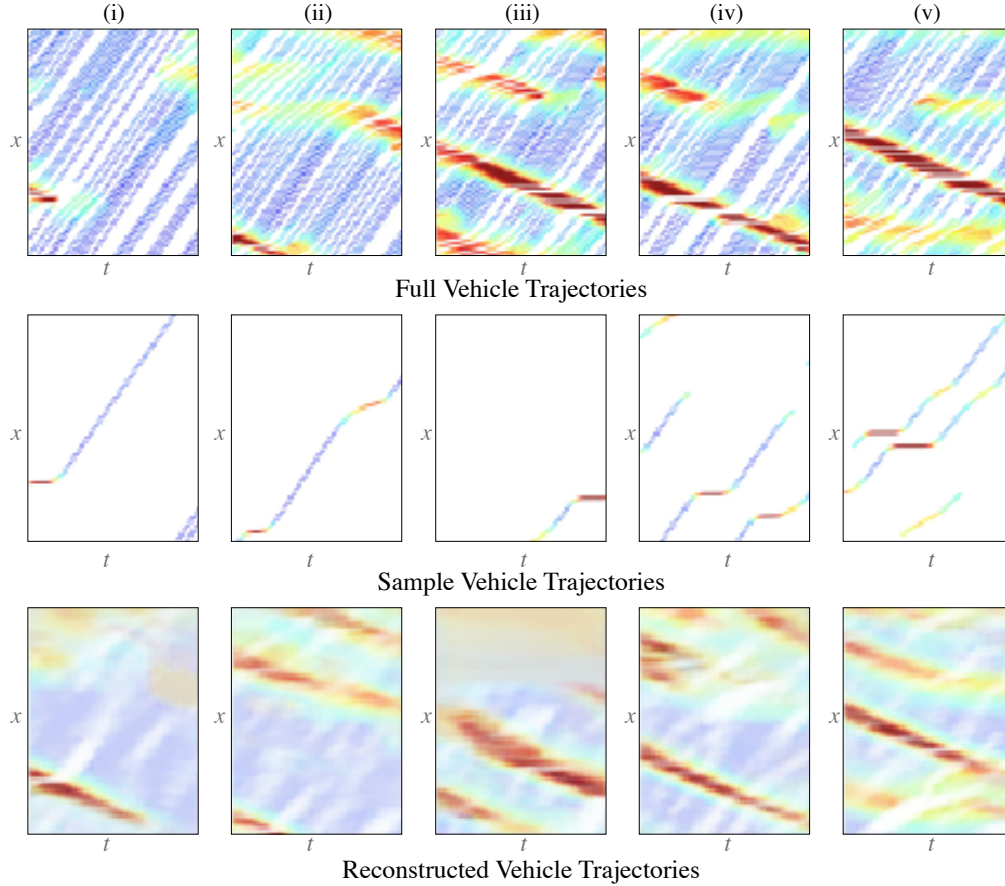 (i) (ii) (iii) (iv) (v)
x x x x x
t t t t t
Full Vehicle Trajectories
x x x x x
t t t t t
Sample Vehicle Trajectories
x x x x x
t t t t t
Reconstructed Vehicle Trajectories